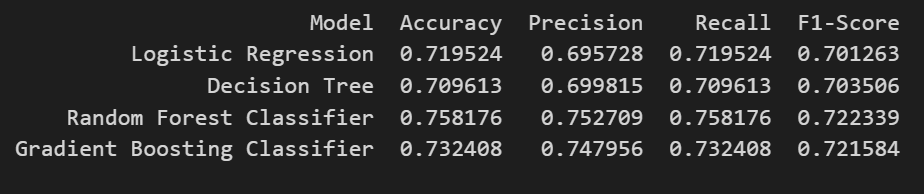 Model Accuracy Precision Recall F1-Score
Logistic Regression 0.719524 0.695728 0.719524 0.701263
Decision Tree 0.709613 0.699815 0.709613 0.703506
Random Forest Classifier 0.758176 0.752709 0.758176 0.722339
Gradient Boosting Classifier 0.732408 0.747956 0.732408 0.721584